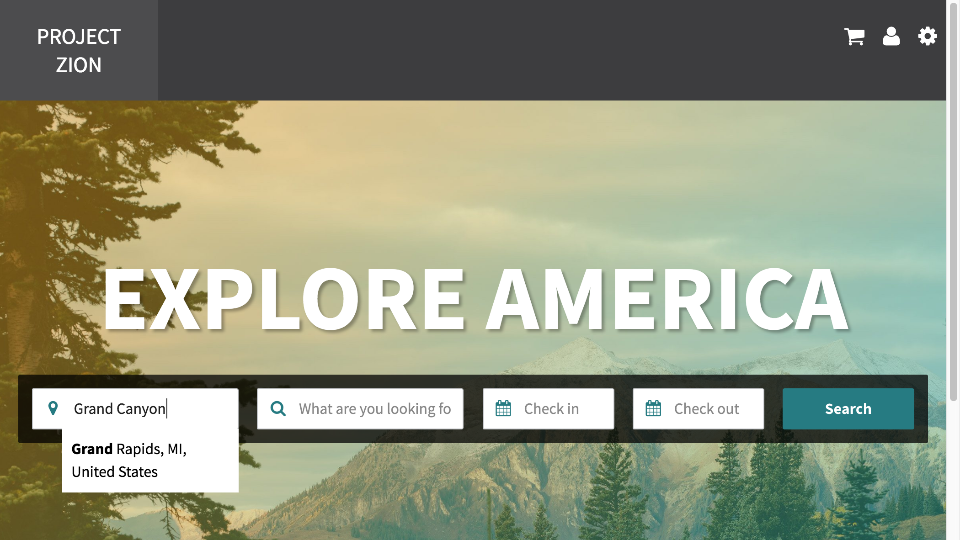 PROJECT
ZION
EXPLORE AMERICA
Grand Canyon
What are you looking fo
Check in
Check out
Search
Grand Rapids, MI,
United States